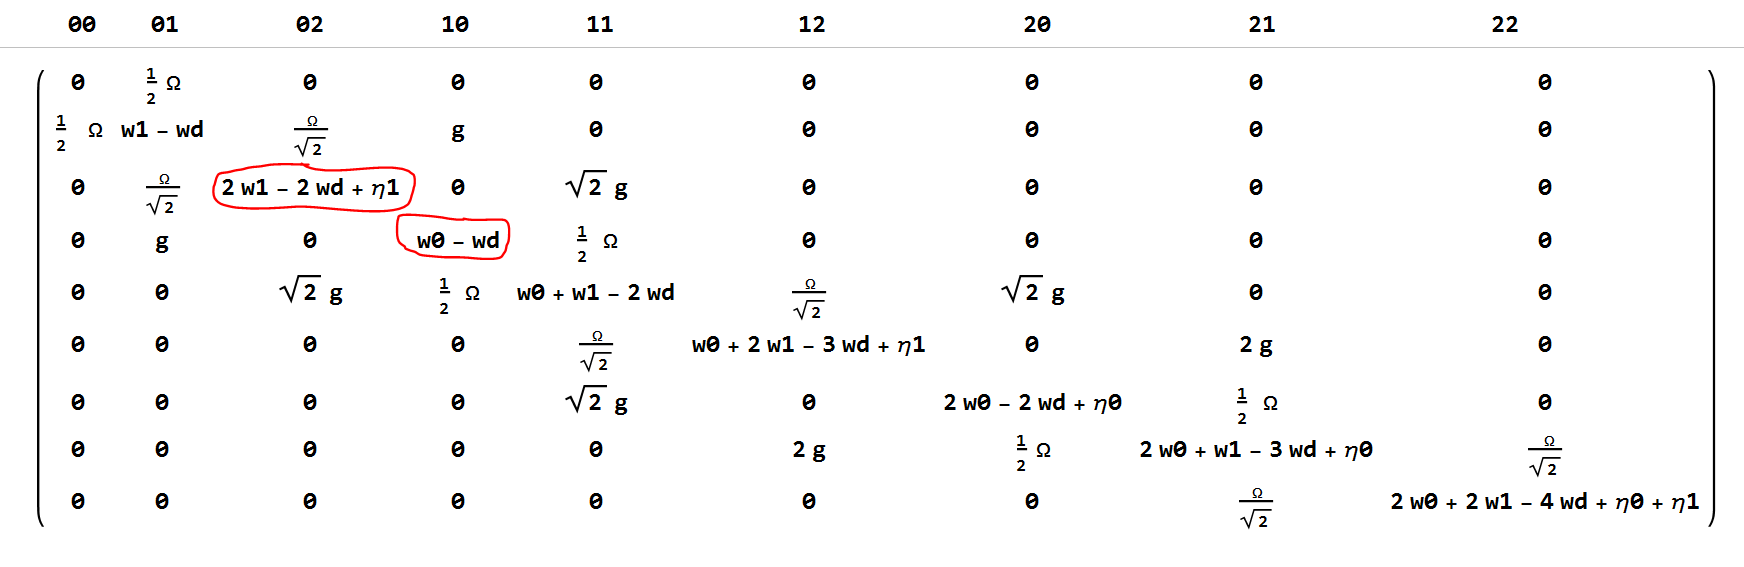 00 01 02 10 11 12 20 21 22
0 1/2 Ω 0 0 0 0 0 0 0
1/2 Ω w1 – wd Ω/√2 g 0 0 0 0 0
0 Ω/√2 2 w1 – 2 wd + η1 0 √2 g 0 0 0 0
0 g 0 w0 – wd 1/2 Ω 0 0 0 0
0 0 √2 g 1/2 Ω w0 + w1 – 2 wd Ω/√2 √2 g 0 0
0 0 0 0 Ω/√2 w0 + 2 w1 – 3 wd + η1 0 2 g 0
0 0 0 0 √2 g 0 2 w0 – 2 wd + η0 1/2 Ω 0
0 0 0 0 0 2 g 1/2 Ω 2 w0 + w1 – 3 wd + η0 Ω/√2
0 0 0 0 0 0 0 Ω/√2 2 w0 + 2 w1 – 4 wd + η0 + η1